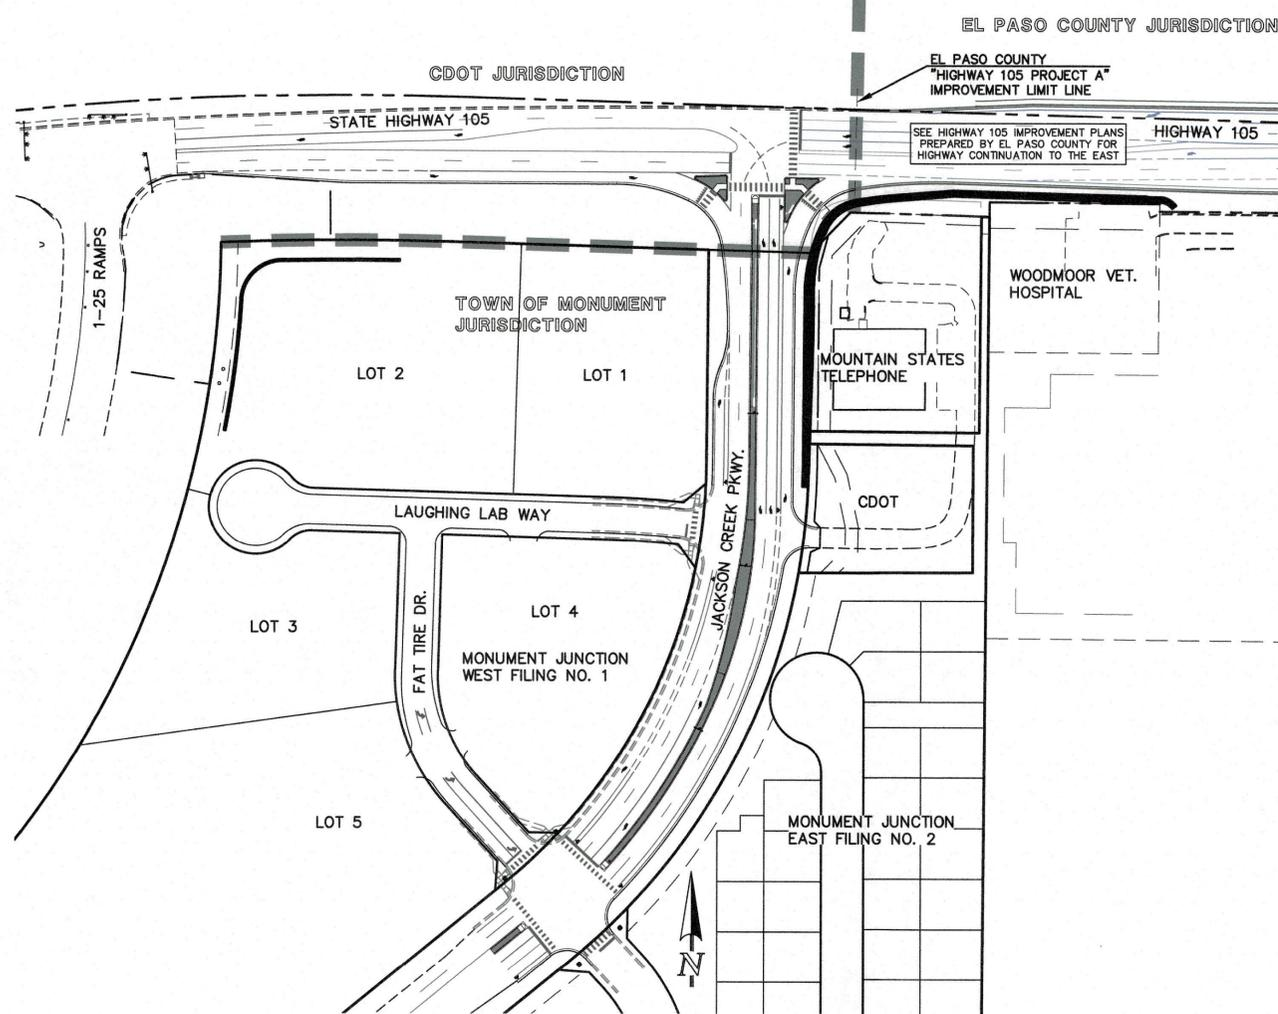 EL PASO COUNTY JURISDICTION
EL PASO COUNTY
"HIGHWAY 105 PROJECT A"
IMPROVEMENT LIMIT LINE
CDOT JURISDICTION
STATE HIGHWAY 105
SEE HIGHWAY 105 IMPROVEMENT PLANS
PREPARED BY EL PASO COUNTY FOR
HIGHWAY CONTINUATION TO THE EAST
HIGHWAY 105
I-25 RAMPS
WOODMOOR VET.
HOSPITAL
TOWN OF MONUMENT
JURISDICTION
MOUNTAIN STATES
TELEPHONE
LOT 2
LOT 1
JACKSON CREEK PKWY.
CDOT
LAUGHING LAB WAY
FAT TIRE DR.
LOT 4
LOT 3
MONUMENT JUNCTION
WEST FILING NO. 1
LOT 5
MONUMENT JUNCTION
EAST FILING NO. 2
N